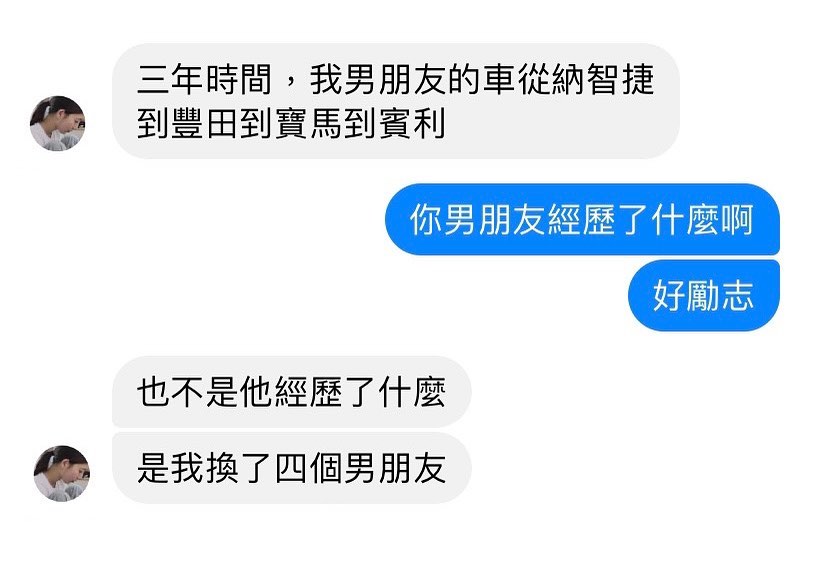 三年時間，我男朋友的車從納智捷
到豐田到寶馬到賓利
你男朋友經歷了什麼啊
好勵志
也不是他經歷了什麼
是我換了四個男朋友